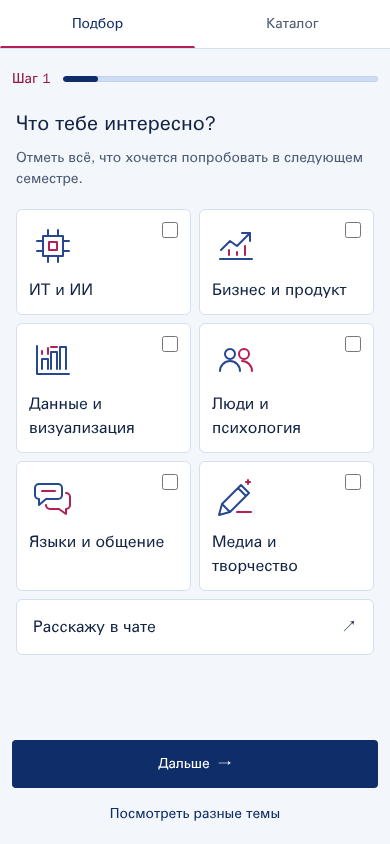 Подбор
Каталог
Шаг 1
Что тебе интересно?
Отметь всё, что хочется попробовать в следующем
семестре.
ИТ и ИИ
Бизнес и продукт
Данные и
визуализация
Люди и
психология
Языки и общение
Медиа и
творчество
Расскажу в чате ↗
Дальше →
Посмотреть разные темы